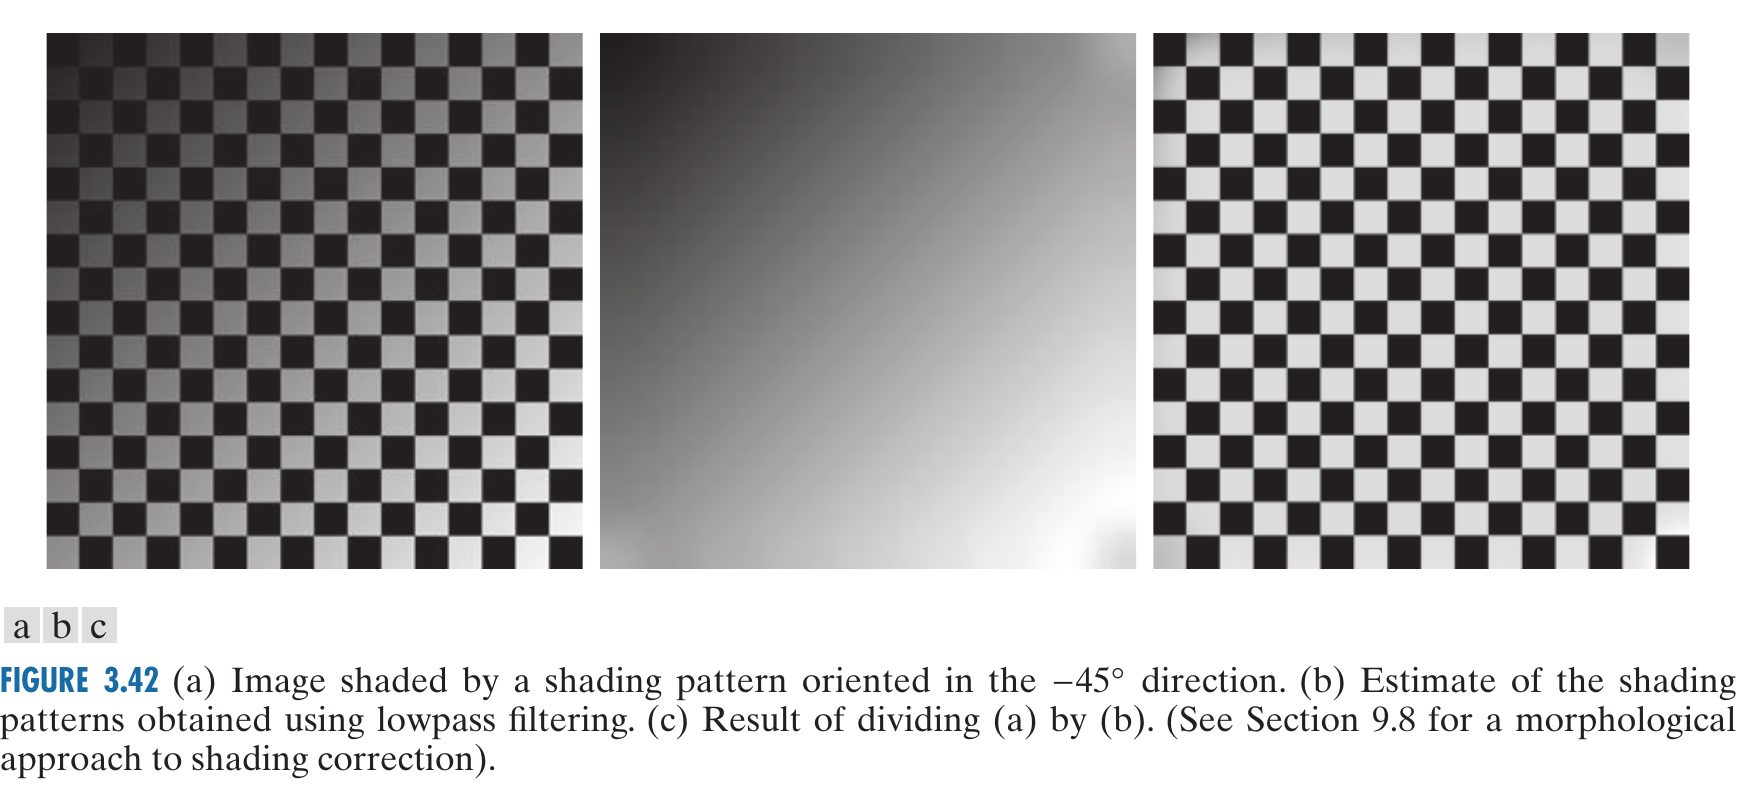 a b c
FIGURE 3.42 (a) Image shaded by a shading pattern oriented in the −45° direction. (b) Estimate of the shading
patterns obtained using lowpass filtering. (c) Result of dividing (a) by (b). (See Section 9.8 for a morphological
approach to shading correction).